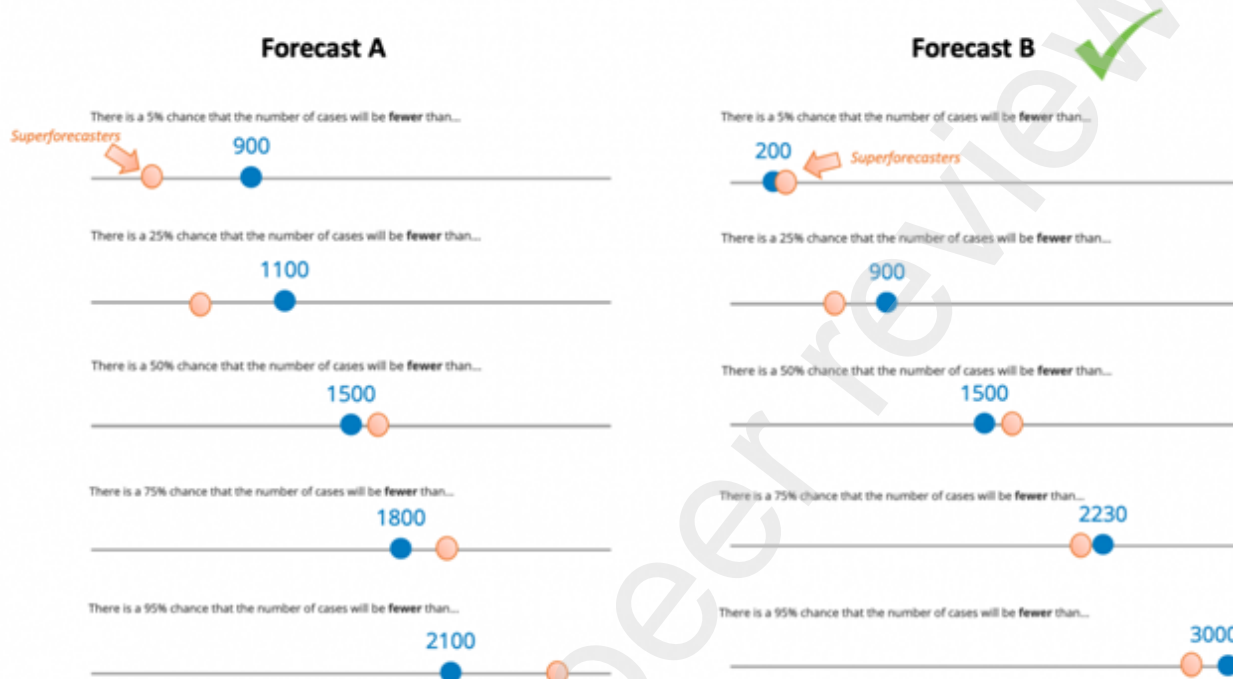 Forecast A
There is a 5% chance that the number of cases will be fewer than...
Superforecasters
900
There is a 25% chance that the number of cases will be fewer than...
1100
There is a 50% chance that the number of cases will be fewer than...
1500
There is a 75% chance that the number of cases will be fewer than...
1800
There is a 95% chance that the number of cases will be fewer than...
2100
Forecast B
There is a 5% chance that the number of cases will be fewer than...
200
Superforecasters
There is a 25% chance that the number of cases will be fewer than...
900
There is a 50% chance that the number of cases will be fewer than...
1500
There is a 75% chance that the number of cases will be fewer than...
2230
There is a 95% chance that the number of cases will be fewer than...
3000
peer review